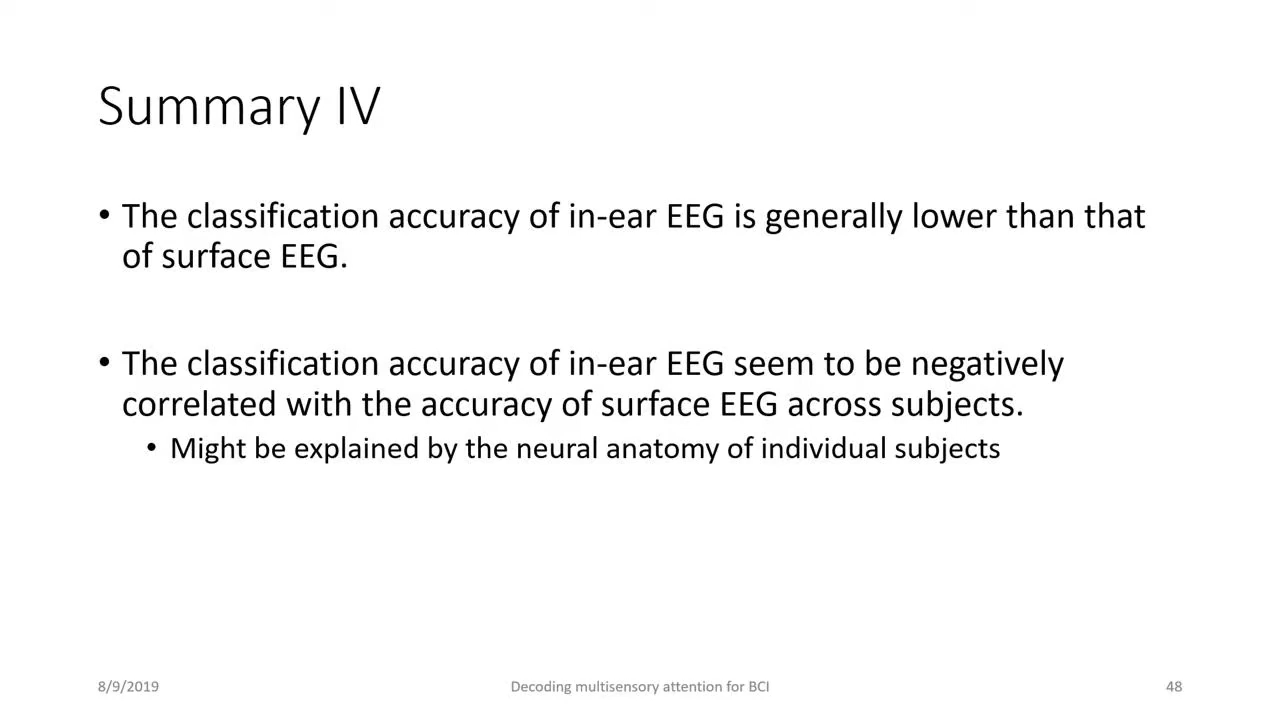 Summary IV
• The classification accuracy of in-ear EEG is generally lower than that
of surface EEG.
• The classification accuracy of in-ear EEG seem to be negatively
correlated with the accuracy of surface EEG across subjects.
• Might be explained by the neural anatomy of individual subjects
8/9/2019
Decoding multisensory attention for BCI
48